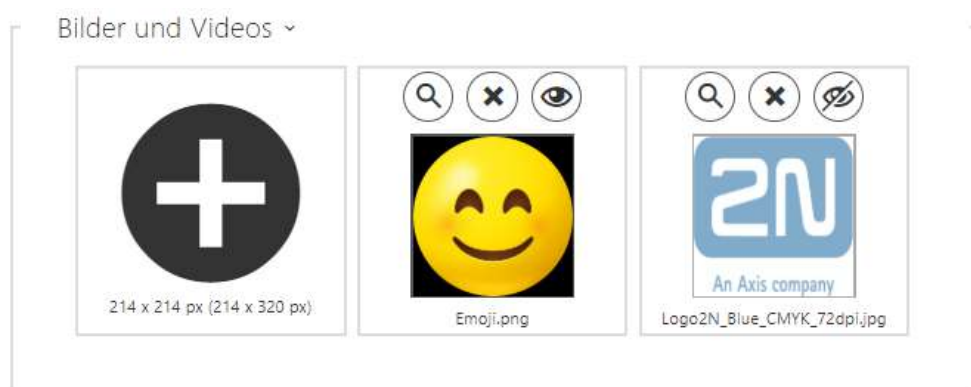 Bilder und Videos
214 x 214 px (214 x 320 px)
Emoji.png
2N
An Axis company
Logo2N_Blue_CMYK_72dpi.jpg